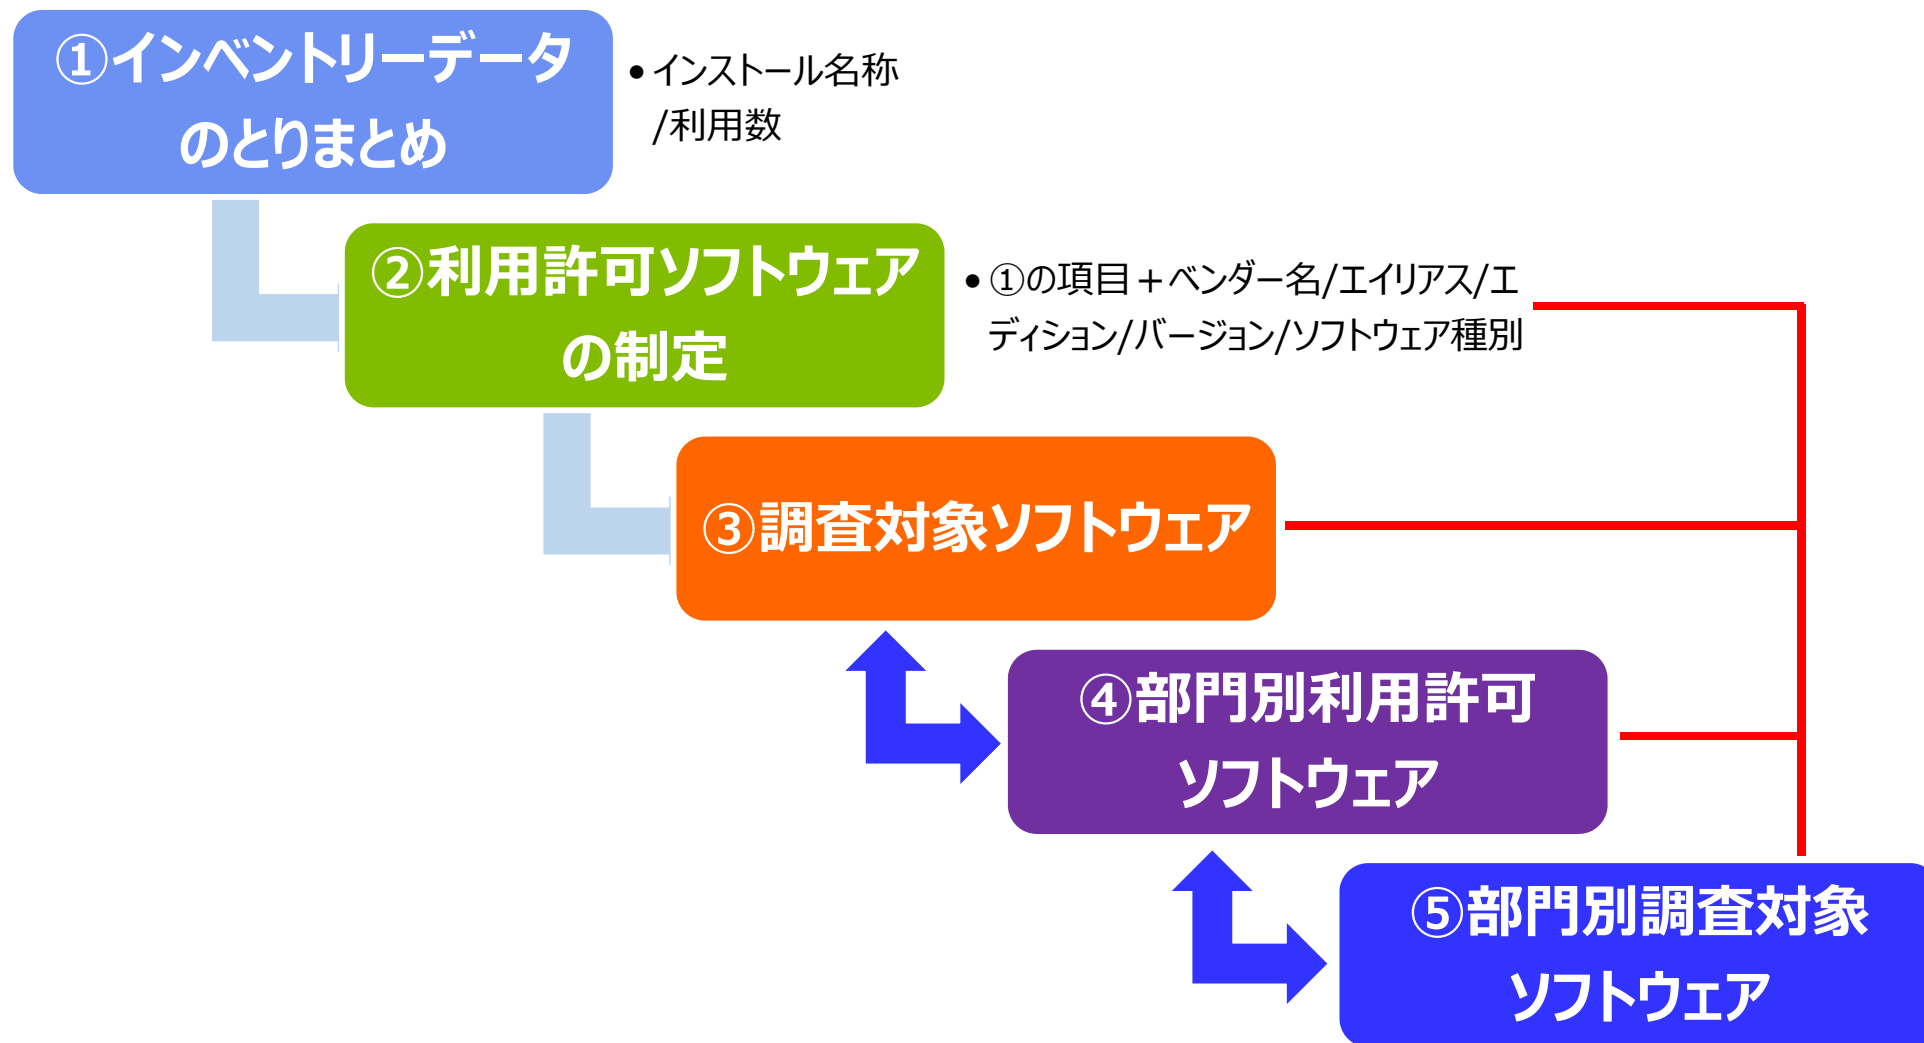 ①インベントリーデータ
のとりまとめ
•インストール名称
/利用数
②利用許可ソフトウェア
の制定
•①の項目+ベンダー名/エイリアス/エ
ディション/バージョン/ソフトウェア種別
③調査対象ソフトウェア
④部門別利用許可
ソフトウェア
⑤部門別調査対象
ソフトウェア